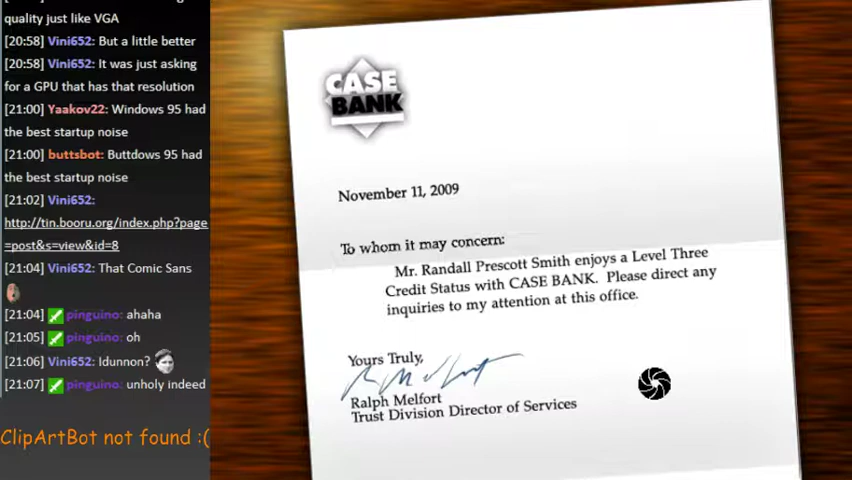 quality just like VGA
[20:58] Vini652: But a little better
[20:58] Vini652: It was just asking
for a GPU that has that resolution
[21:00] Yaakov22: Windows 95 had
the best startup noise
[21:00] buttsbot: Buttdows 95 had
the best startup noise
[21:02] Vini652:
http://tin.booru.org/index.php?page
=post&s=view&id=8
[21:04] Vini652: That Comic Sans
[21:04] pinguino: ahaha
[21:05] pinguino: oh
[21:06] Vini652: Idunnon?
[21:07] pinguino: unholy indeed
ClipArtBot not found :(
CASE
BANK
November 11, 2009
To whom it may concern:
Mr. Randall Prescott Smith enjoys a Level Three
Credit Status with CASE BANK. Please direct any
inquiries to my attention at this office.
Yours Truly,
Ralph Melfort
Trust Division Director of Services